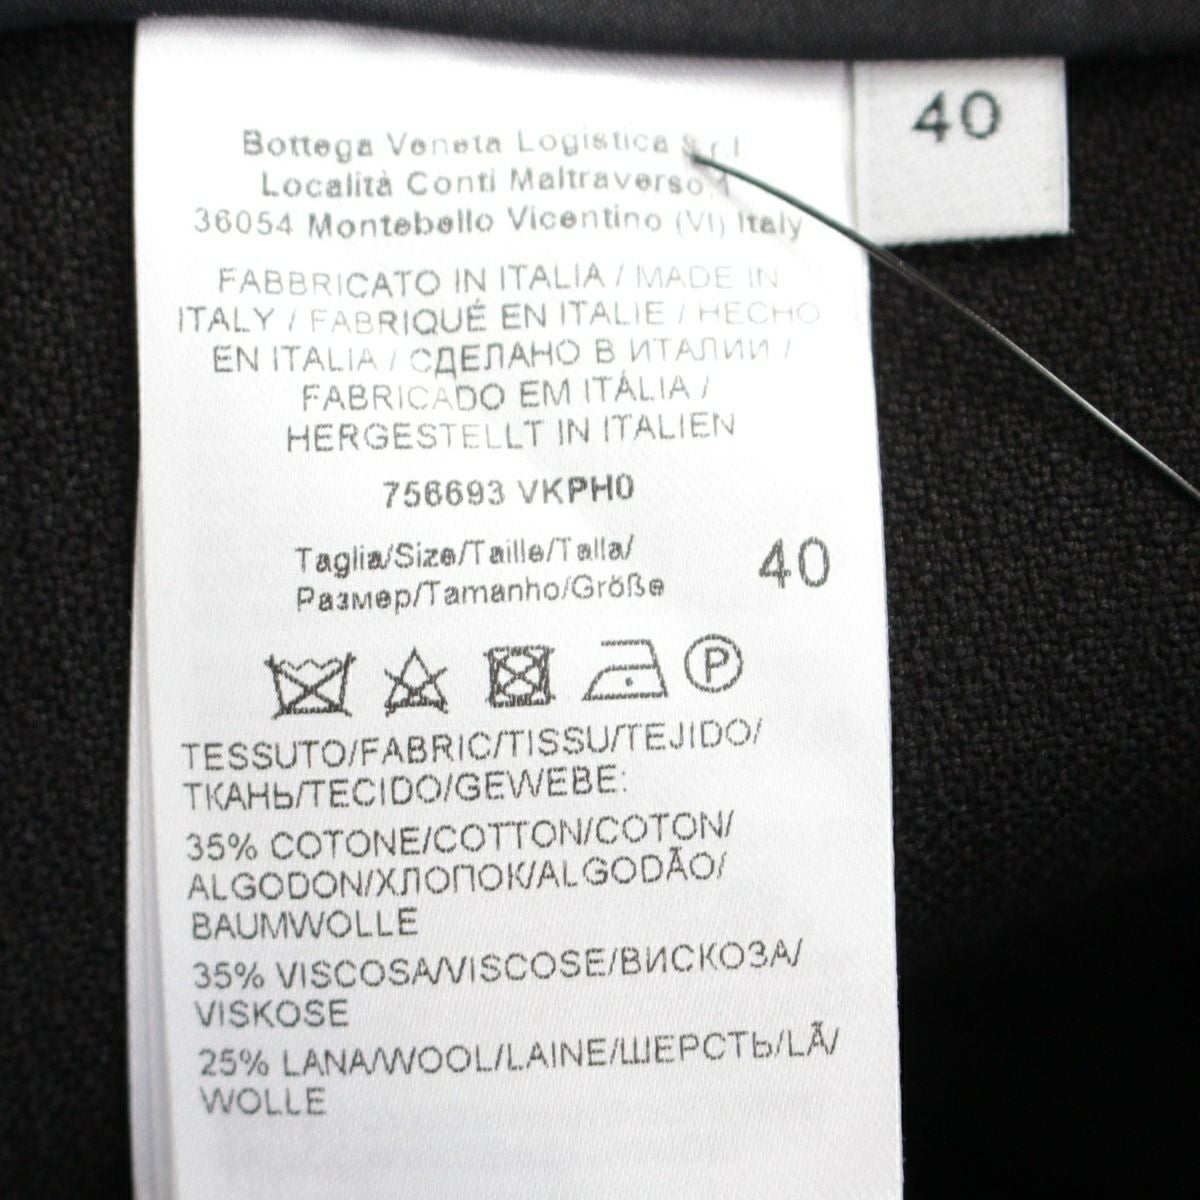 Bottega Veneta Logistica S.r.l.
Località Conti Maltraverso,1
36054 Montebello Vicentino (VI) Italy
40
FABBRICATO IN ITALIA / MADE IN
ITALY / FABRIQUÉ EN ITALIE / HECHO
EN ITALIA / СДЕЛАНО В ИТАЛИИ /
FABRICADO EM ITÁLIA /
HERGESTELLT IN ITALIEN
756693 VKPH0
Taglia/Size/Taille/Talla/
Размер/Tamanho/Größe
40
P
TESSUTO/FABRIC/TISSU/TEJIDO/
ТКАНЬ/TECIDO/GEWEBE:
35% COTONE/COTTON/COTON/
ALGODON/ХЛОПОК/ALGODÃO/
BAUMWOLLE
35% VISCOSA/VISCOSE/ВИСКОЗА/
VISKOSE
25% LANA/WOOL/LAINE/ШЕРСТЬ/LÃ/
WOLLE